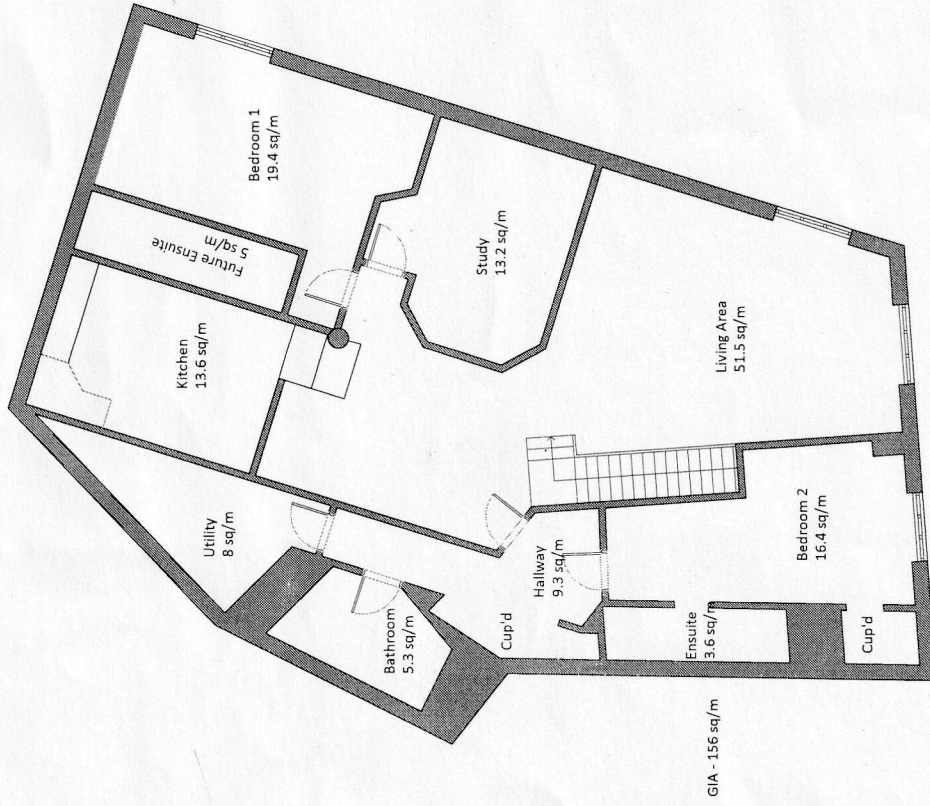 Bedroom 1
19.4 sq/m
Future Ensuite
5 sq/m
Kitchen
13.6 sq/m
Study
13.2 sq/m
Living Area
51.5 sq/m
Utility
8 sq/m
Bathroom
5.3 sq/m
Hallway
9.3 sq/m
Cup'd
Bedroom 2
16.4 sq/m
Ensuite
3.6 sq/m
Cup'd
GIA - 156 sq/m